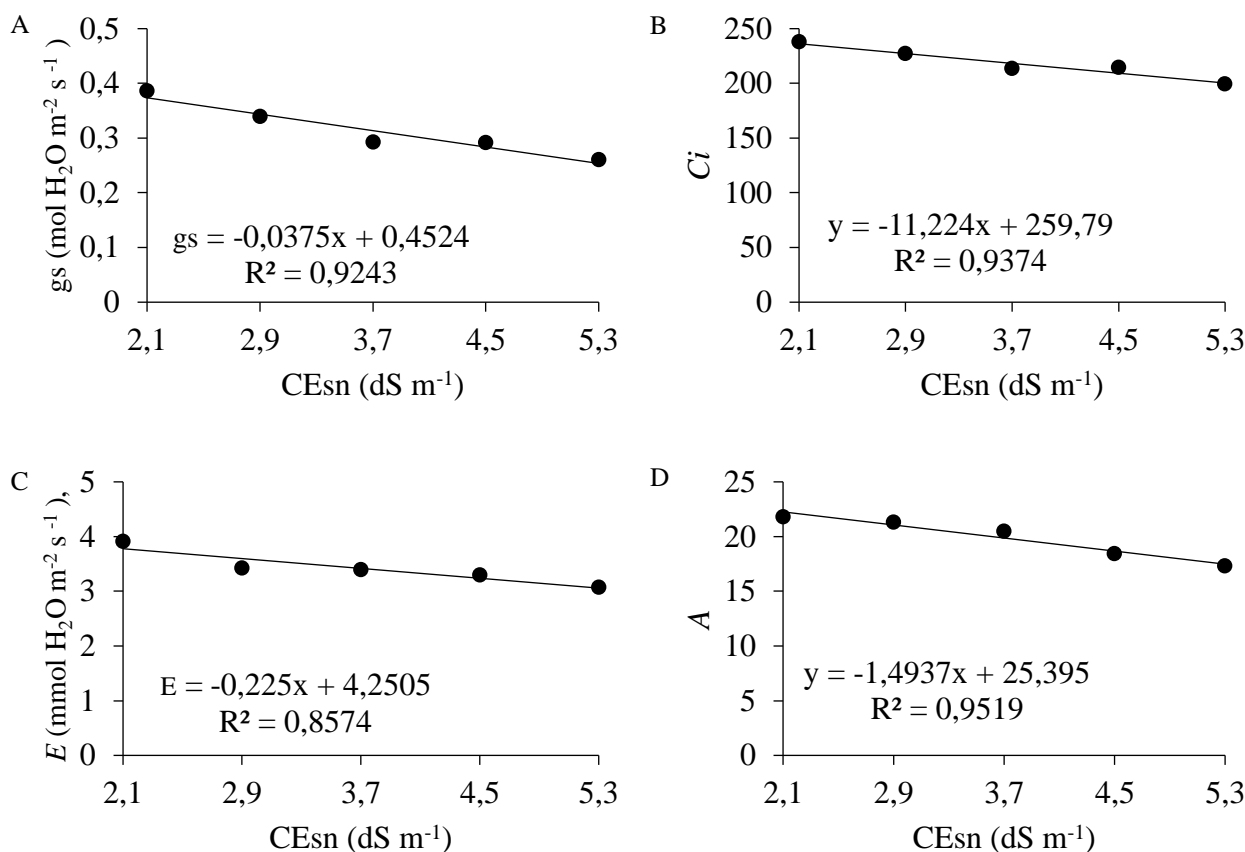 A
gs (mol H₂O m⁻² s⁻¹)
0,5
0,4
0,3
0,2
0,1
0
gs = -0,0375x + 0,4524
R² = 0,9243
2,1 2,9 3,7 4,5 5,3
CEsn (dS m⁻¹)
B
Ci
250
200
150
100
50
0
y = -11,224x + 259,79
R² = 0,9374
2,1 2,9 3,7 4,5 5,3
CEsn (dS m⁻¹)
C
E (mmol H₂O m⁻² s⁻¹),
5
4
3
2
1
0
E = -0,225x + 4,2505
R² = 0,8574
2,1 2,9 3,7 4,5 5,3
CEsn (dS m⁻¹)
D
A
25
20
15
10
5
0
y = -1,4937x + 25,395
R² = 0,9519
2,1 2,9 3,7 4,5 5,3
CEsn (dS m⁻¹)